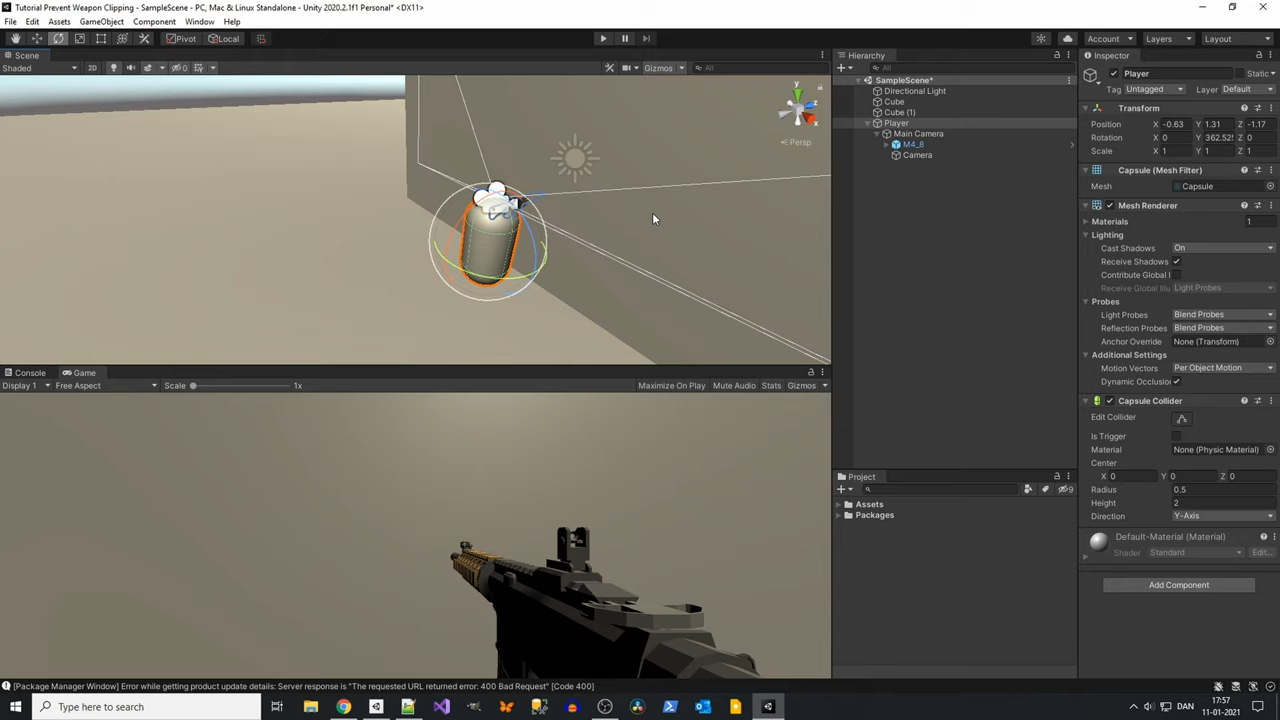 Tutorial Prevent Weapon Clipping - SampleScene - PC, Mac & Linux Standalone - Unity 2020.2.1f1 Personal* <DX11>
File Edit Assets GameObject Component Window Help
Pivot Local Account Layers Layout
Scene
Shaded 2D 0 Gizmos All
y z x
Persp
Console Game
Display 1 Free Aspect Scale 1x Maximize On Play Mute Audio Stats Gizmos
Hierarchy
All
SampleScene*
Directional Light
Cube
Cube (1)
Player
Main Camera
M4_8
Camera
Project
9
Assets
Packages
Inspector
Player Static
Tag Untagged Layer Default
Transform
Position X -0.63 Y 1.31 Z -1.17
Rotation X 0 Y 362.525 Z 0
Scale X 1 Y 1 Z 1
Capsule (Mesh Filter)
Mesh Capsule
Mesh Renderer
Materials 1
Lighting
Cast Shadows On
Receive Shadows
Contribute Global I
Receive Global Illu Light Probes
Probes
Light Probes Blend Probes
Reflection Probes Blend Probes
Anchor Override None (Transform)
Additional Settings
Motion Vectors Per Object Motion
Dynamic Occlusion
Capsule Collider
Edit Collider
Is Trigger
Material None (Physic Material)
Center
X 0 Y 0 Z 0
Radius 0.5
Height 2
Direction Y-Axis
Default-Material (Material)
Shader Standard Edit...
Add Component
[Package Manager Window] Error while getting product update details: Server response is "The requested URL returned error: 400 Bad Request" [Code 400]
Type here to search
DAN 17:57
11-01-2021